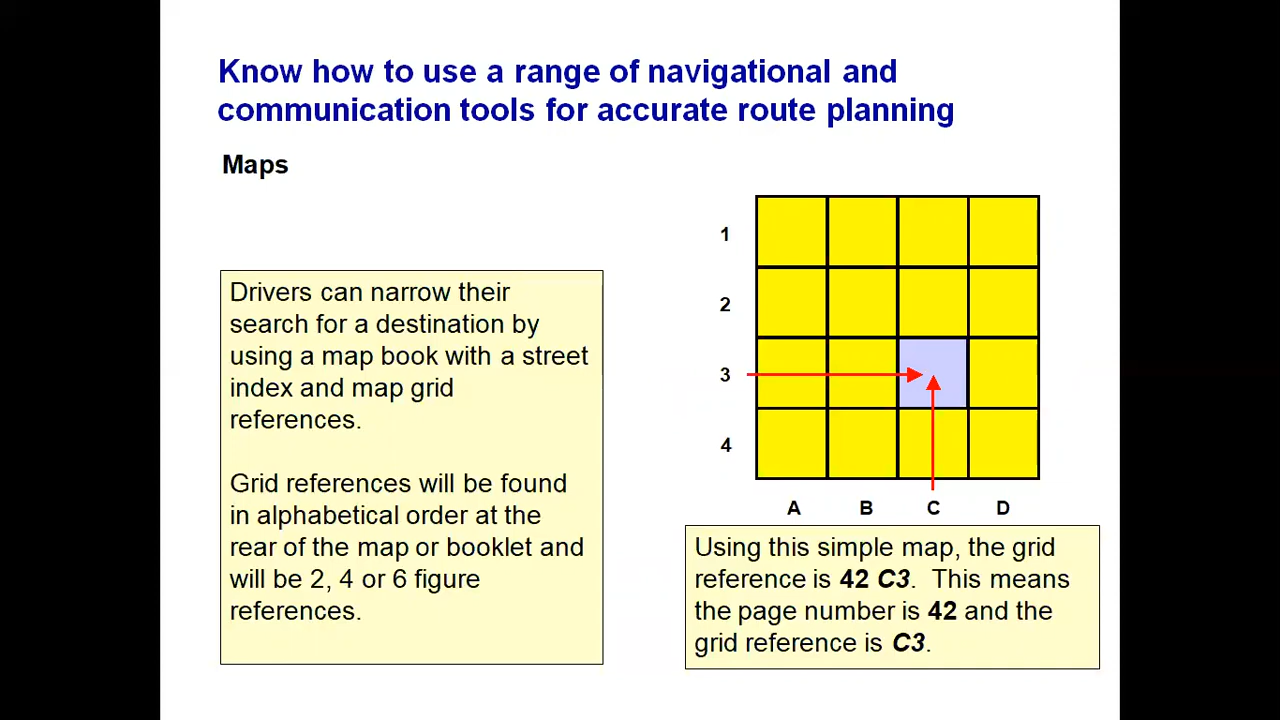 Know how to use a range of navigational and
communication tools for accurate route planning
Maps
Drivers can narrow their
search for a destination by
using a map book with a street
index and map grid
references.
Grid references will be found
in alphabetical order at the
rear of the map or booklet and
will be 2, 4 or 6 figure
references.
1
2
3
4
A B C D
Using this simple map, the grid
reference is 42 C3. This means
the page number is 42 and the
grid reference is C3.